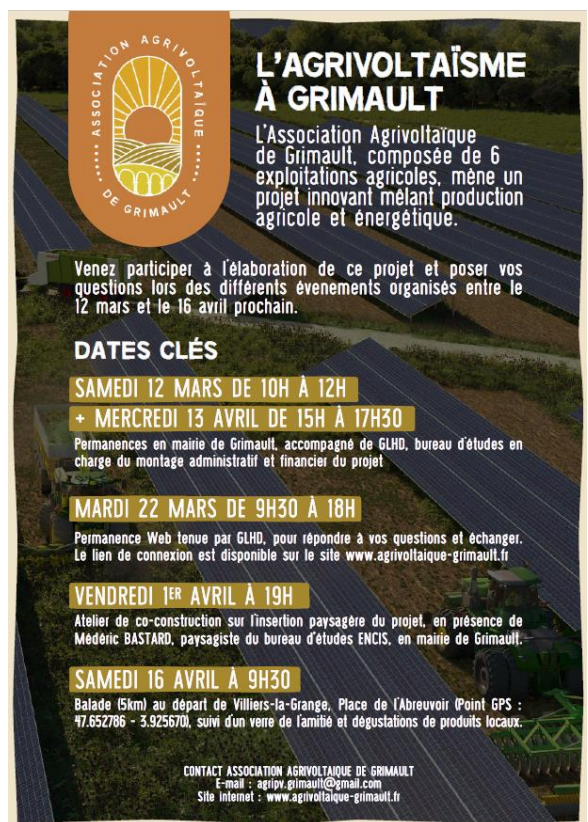 ASSOCIATION AGRIVOLTAÏQUE
DE GRIMAULT
L'AGRIVOLTAÏSME
À GRIMAULT
L'Association Agrivoltaïque
de Grimault, composée de 6
exploitations agricoles, mène un
projet innovant mêlant production
agricole et énergétique.
Venez participer à l'élaboration de ce projet et poser vos
questions lors des différents évenements organisés entre le
12 mars et le 16 avril prochain.
DATES CLÉS
SAMEDI 12 MARS DE 10H À 12H
+ MERCREDI 13 AVRIL DE 15H À 17H30
Permanences en mairie de Grimault, accompagné de GLHD, bureau d'études en
charge du montage administratif et financier du projet
MARDI 22 MARS DE 9H30 À 18H
Permanence Web tenue par GLHD, pour répondre à vos questions et échanger.
Le lien de connexion est disponible sur le site www.agrivoltaique-grimault.fr
VENDREDI 1ER AVRIL À 19H
Atelier de co-construction sur l'insertion paysagère du projet, en présence de
Médéric BASTARD, paysagiste du bureau d'études ENCIS, en mairie de Grimault.
SAMEDI 16 AVRIL À 9H30
Balade (5km) au départ de Villiers-la-Grange, Place de l'Abreuvoir (Point GPS :
47.652786 - 3.925670), suivi d'un verre de l'amitié et dégustations de produits locaux.
CONTACT ASSOCIATION AGRIVOLTAIQUE DE GRIMAULT
E-mail : agripv.grimault@gmail.com
Site internet : www.agrivoltaique-grimault.fr